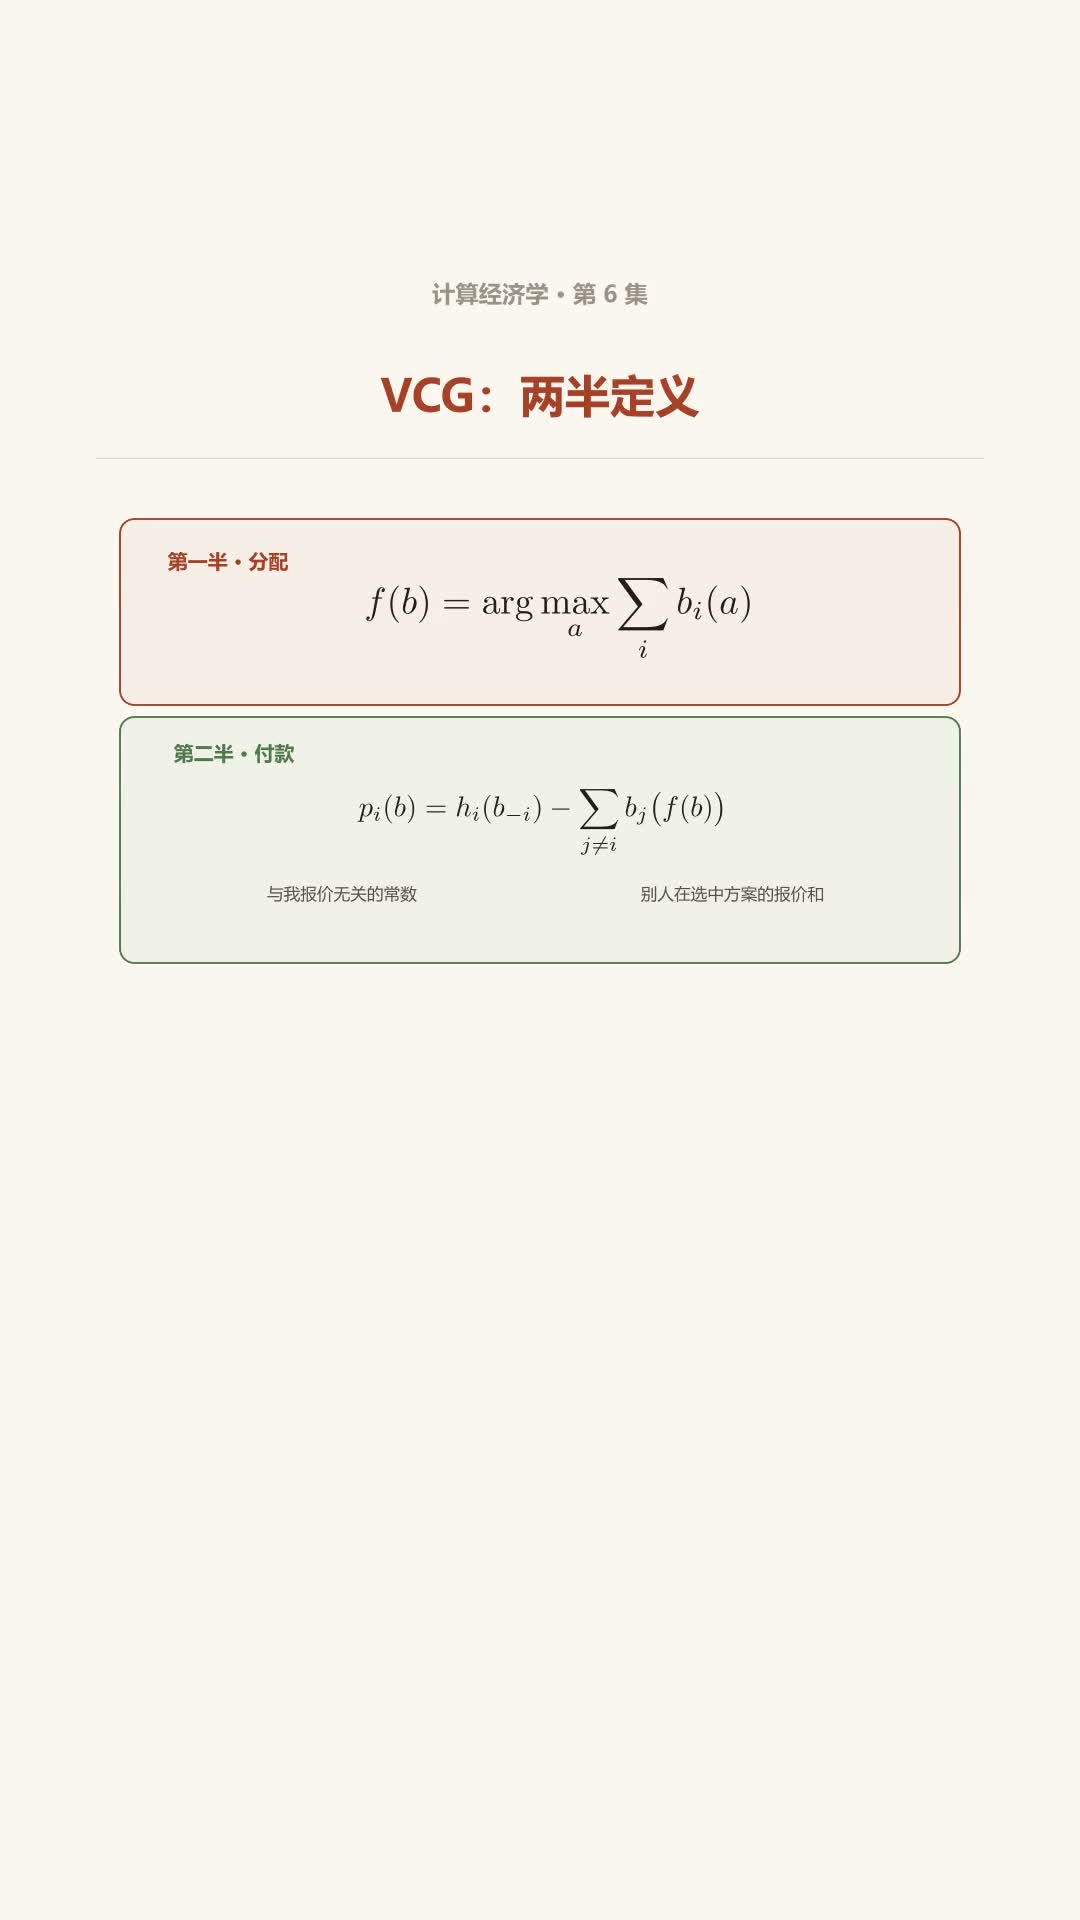 计算经济学·第 6 集
VCG：两半定义
第一半·分配
f(b) = arg max_a ∑_i b_i(a)
第二半·付款
p_i(b) = h_i(b_{-i}) − ∑_{j≠i} b_j(f(b))
与我报价无关的常数
别人在选中方案的报价和